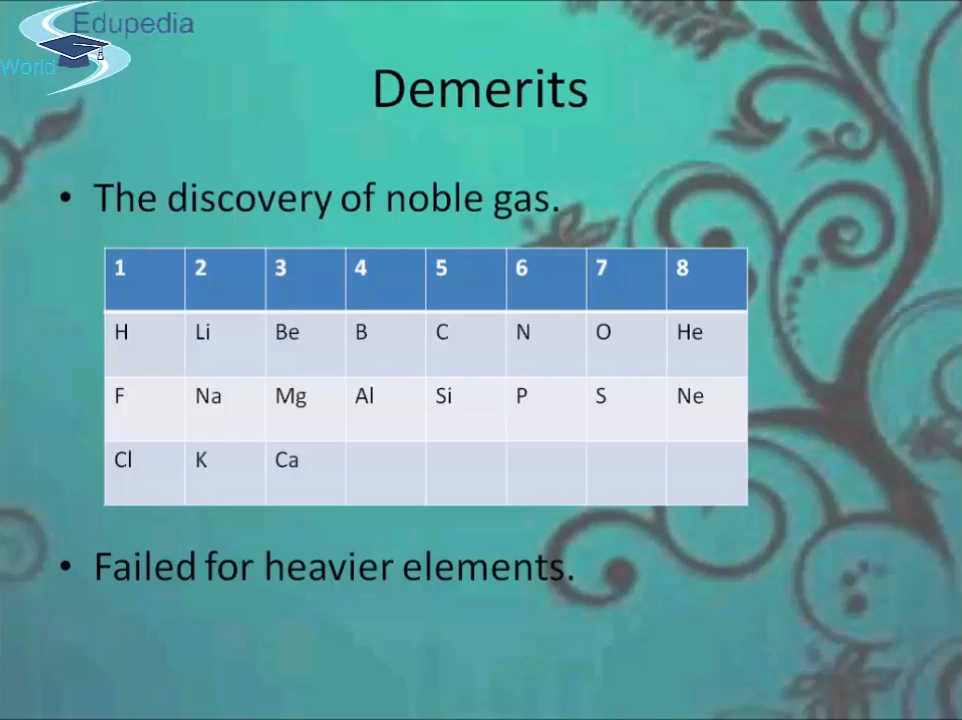 Edupedia
World
Demerits
• The discovery of noble gas.
1 2 3 4 5 6 7 8
H Li Be B C N O He
F Na Mg Al Si P S Ne
Cl K Ca
• Failed for heavier elements.